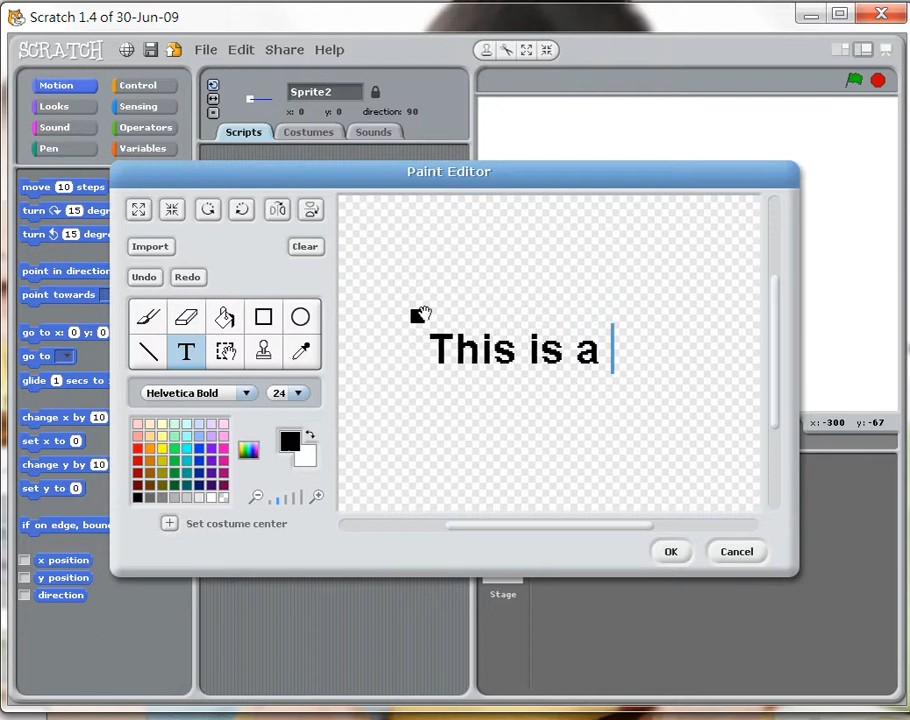 Scratch 1.4 of 30-Jun-09
SCRATCH File Edit Share Help
Motion Control
Looks Sensing
Sound Operators
Pen Variables
Sprite2
x: 0 y: 0 direction: 90
Scripts Costumes Sounds
Paint Editor
move 10 steps
turn 15 degr
turn 15 degr
point in direction
point towards
go to x: 0 y: 0
go to
glide 1 secs to x
change x by 10
set x to 0
change y by 10
set y to 0
if on edge, bounc
x position
y position
direction
Import Clear
Undo Redo
T
Helvetica Bold 24
Set costume center
This is a
OK Cancel
x: -300 y: -67
Stage